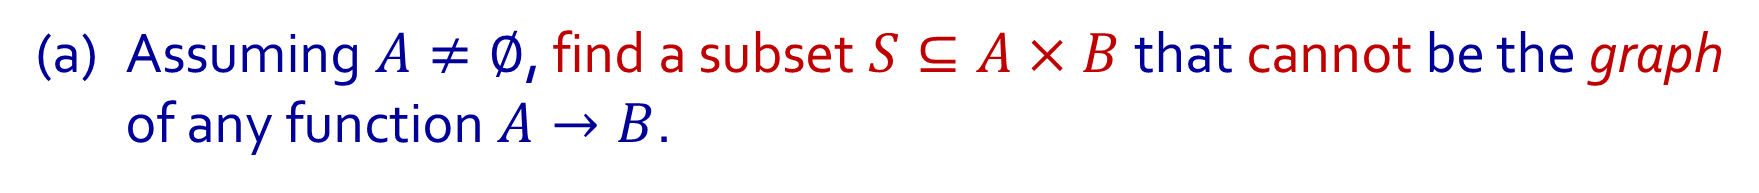 (a) Assuming 𝐴 ≠ ∅, find a subset 𝑆 ⊆ 𝐴 × 𝐵 that cannot be the graph
of any function 𝐴 → 𝐵.